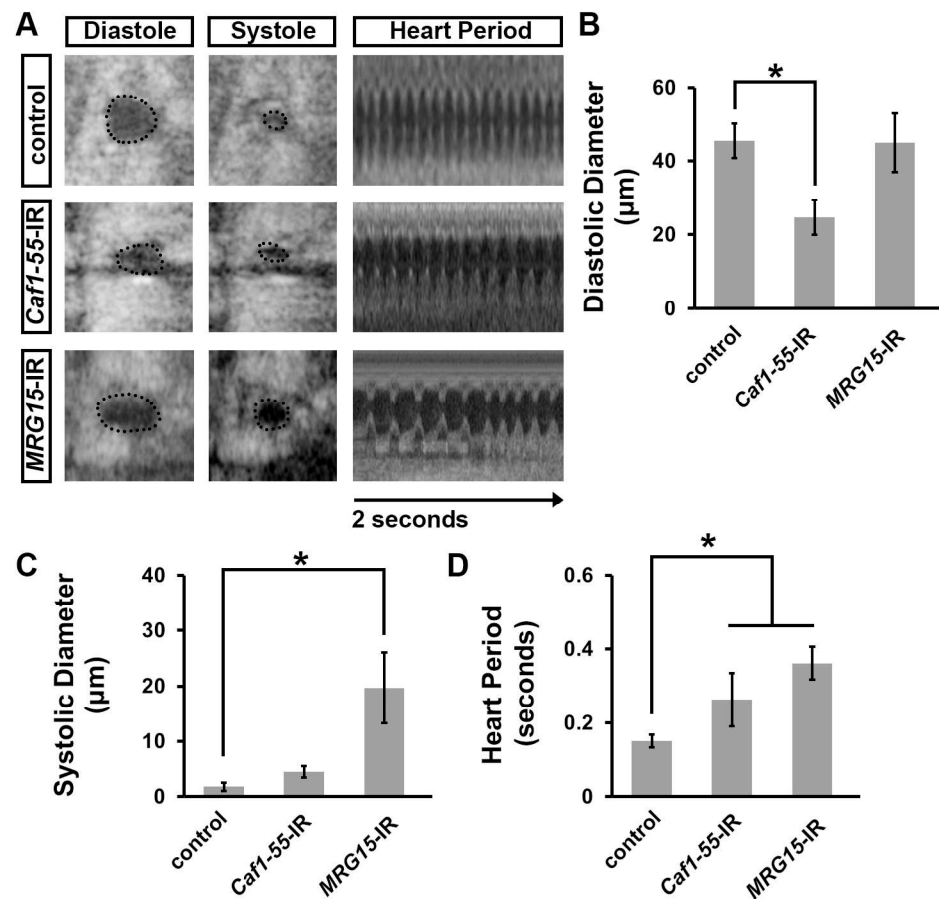 A
Diastole
Systole
Heart Period
control
Caf1-55-IR
MRG15-IR
2 seconds
B
Diastolic Diameter
(µm)
60
40
20
0
*
control
Caf1-55-IR
MRG15-IR
C
Systolic Diameter
(µm)
40
30
20
10
0
*
control
Caf1-55-IR
MRG15-IR
D
Heart Period
(seconds)
0.6
0.4
0.2
0
*
control
Caf1-55-IR
MRG15-IR